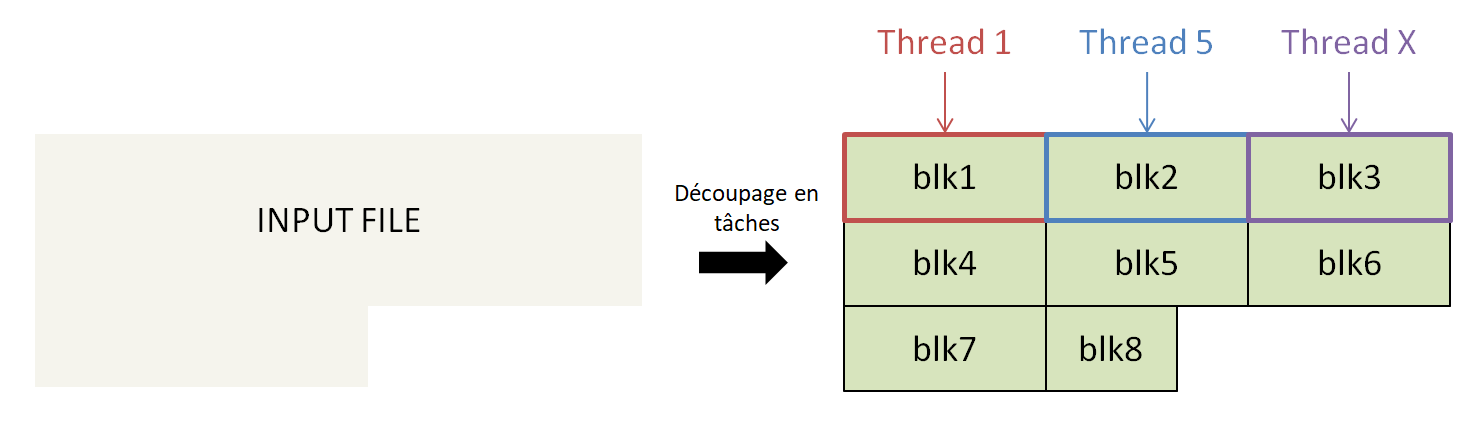 Thread 1
Thread 5
Thread X
INPUT FILE
Découpage en
tâches
blk1
blk2
blk3
blk4
blk5
blk6
blk7
blk8